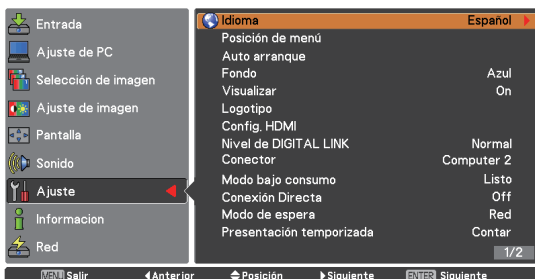 Entrada
Ajuste de PC
Selección de imagen
Ajuste de imagen
Pantalla
Sonido
Ajuste
Informacion
Red
Idioma Español
Posición de menú
Auto arranque
Fondo Azul
Visualizar On
Logotipo
Config. HDMI
Nivel de DIGITAL LINK Normal
Conector Computer 2
Modo bajo consumo Listo
Conexión Directa Off
Modo de espera Red
Presentación temporizada Contar
1/2
MENU Salir Anterior Posición Siguiente ENTER Siguiente